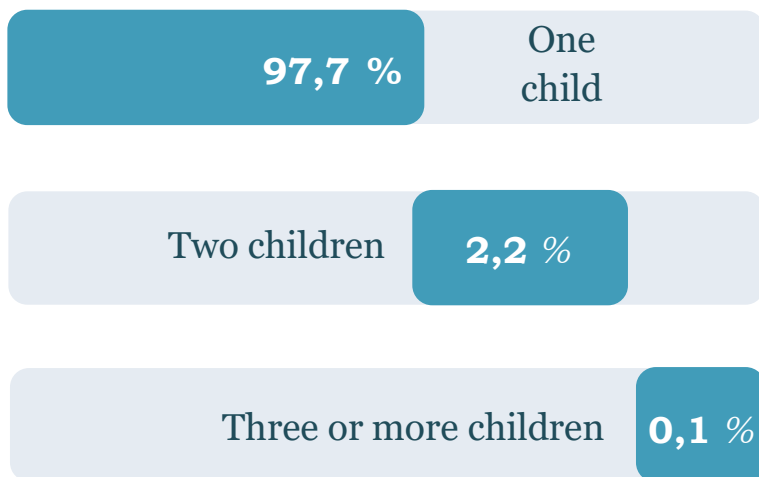 97,7 %
One
child
Two children
2,2 %
Three or more children
0,1 %